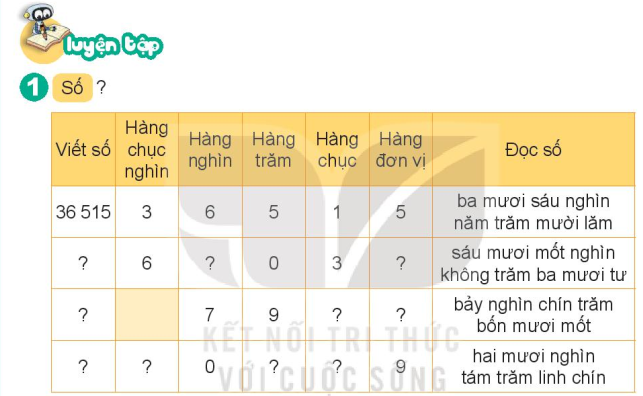 luyện tập
1 Số ?
Viết số Hàng chục nghìn Hàng nghìn Hàng trăm Hàng chục Hàng đơn vị Đọc số
36 515 3 6 5 1 5 ba mươi sáu nghìn năm trăm mười lăm
? 6 ? 0 3 ? sáu mươi mốt nghìn không trăm ba mươi tư
? 7 9 ? ? bảy nghìn chín trăm bốn mươi mốt
? ? 0 ? ? 9 hai mươi nghìn tám trăm linh chín
KẾT NỐI TRI THỨC
VỚI CUỘC SỐNG